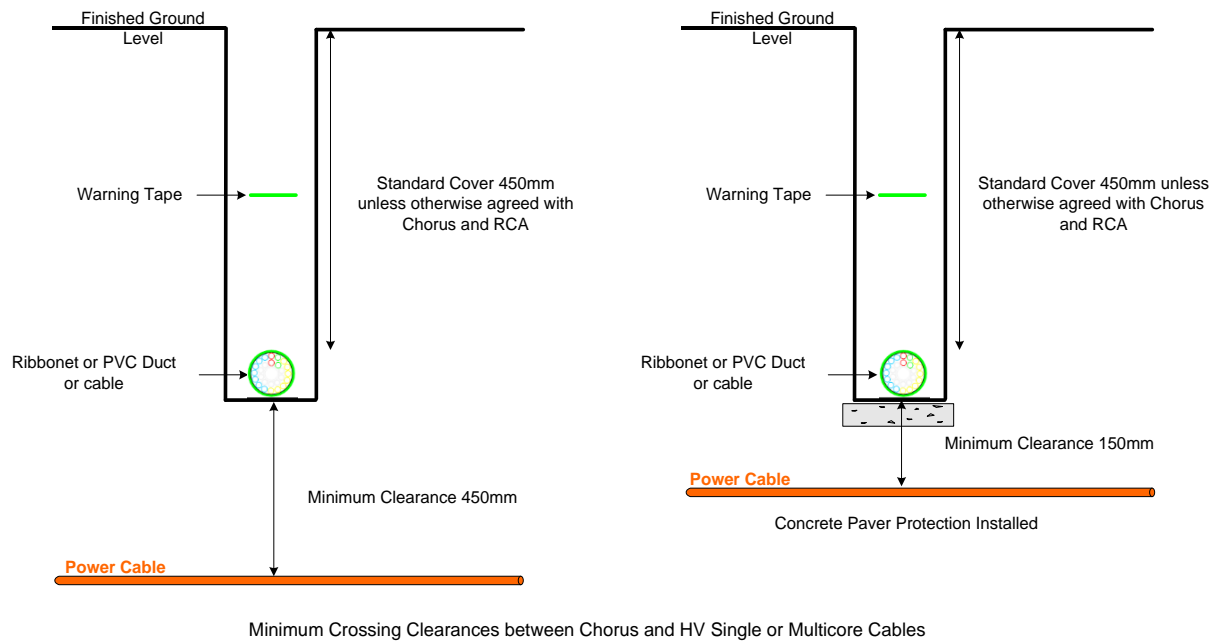 Finished Ground
Level
Warning Tape
Standard Cover 450mm
unless otherwise agreed with
Chorus and RCA
Ribbonet or PVC Duct
or cable
Minimum Clearance 450mm
Power Cable
Finished Ground
Level
Warning Tape
Standard Cover 450mm unless
otherwise agreed with Chorus
and RCA
Ribbonet or PVC Duct
or cable
Minimum Clearance 150mm
Power Cable
Concrete Paver Protection Installed
Minimum Crossing Clearances between Chorus and HV Single or Multicore Cables